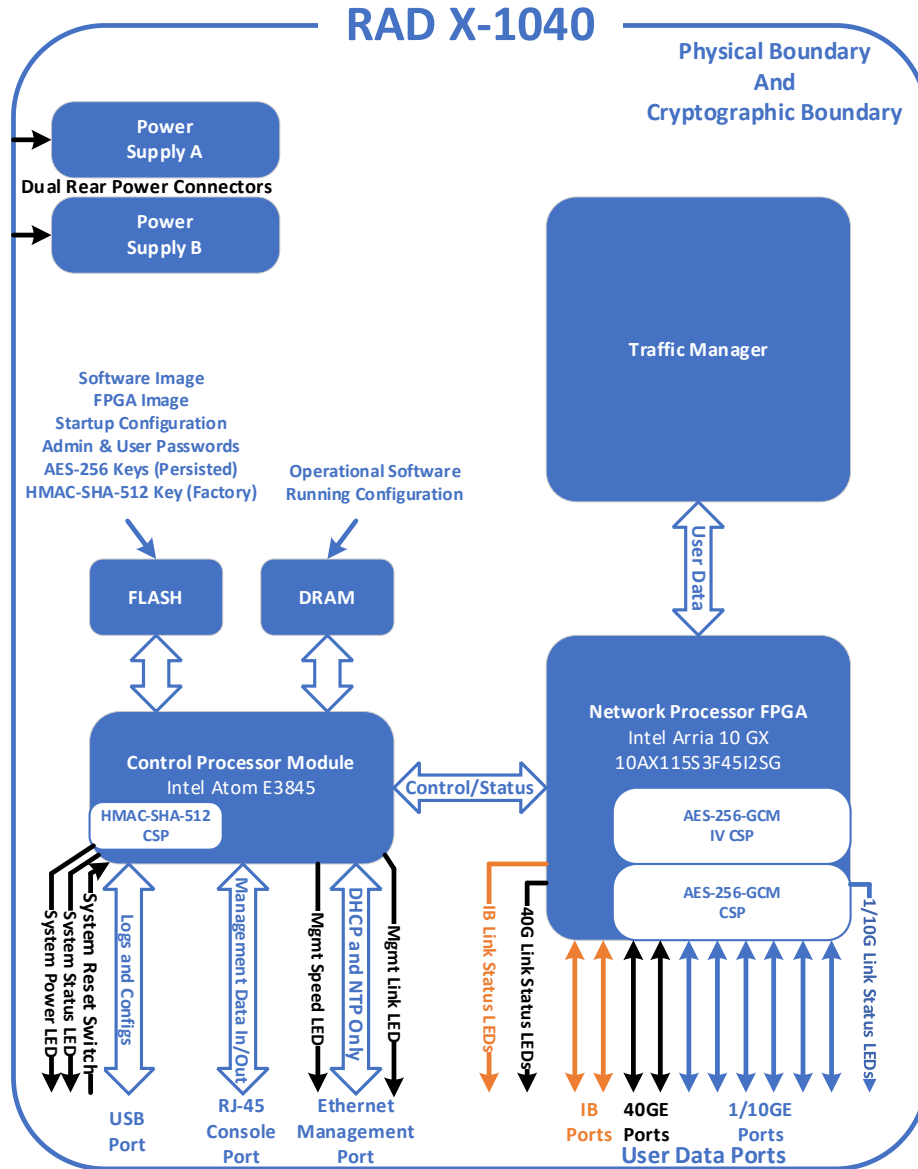 RAD X-1040
Physical Boundary
And
Cryptographic Boundary
Power
Supply A
Dual Rear Power Connectors
Power
Supply B
Traffic Manager
Software Image
FPGA Image
Startup Configuration
Admin & User Passwords
AES-256 Keys (Persisted)
HMAC-SHA-512 Key (Factory)
Operational Software
Running Configuration
FLASH
DRAM
User Data
Control Processor Module
Intel Atom E3845
HMAC-SHA-512
CSP
Control/Status
Network Processor FPGA
Intel Arria 10 GX
10AX115S3F45I2SG
AES-256-GCM
IV CSP
AES-256-GCM
CSP
System Power LED
System Status LED
System Reset Switch
Logs and Configs
Management Data In/Out
Mgmt Speed LED
DHCP and NTP Only
Mgmt Link LED
IB Link Status LEDs
40G Link Status LEDs
1/10G Link Status LEDs
USB
Port
RJ-45
Console
Port
Ethernet
Management
Port
IB
Ports
40GE
Ports
1/10GE
Ports
User Data Ports